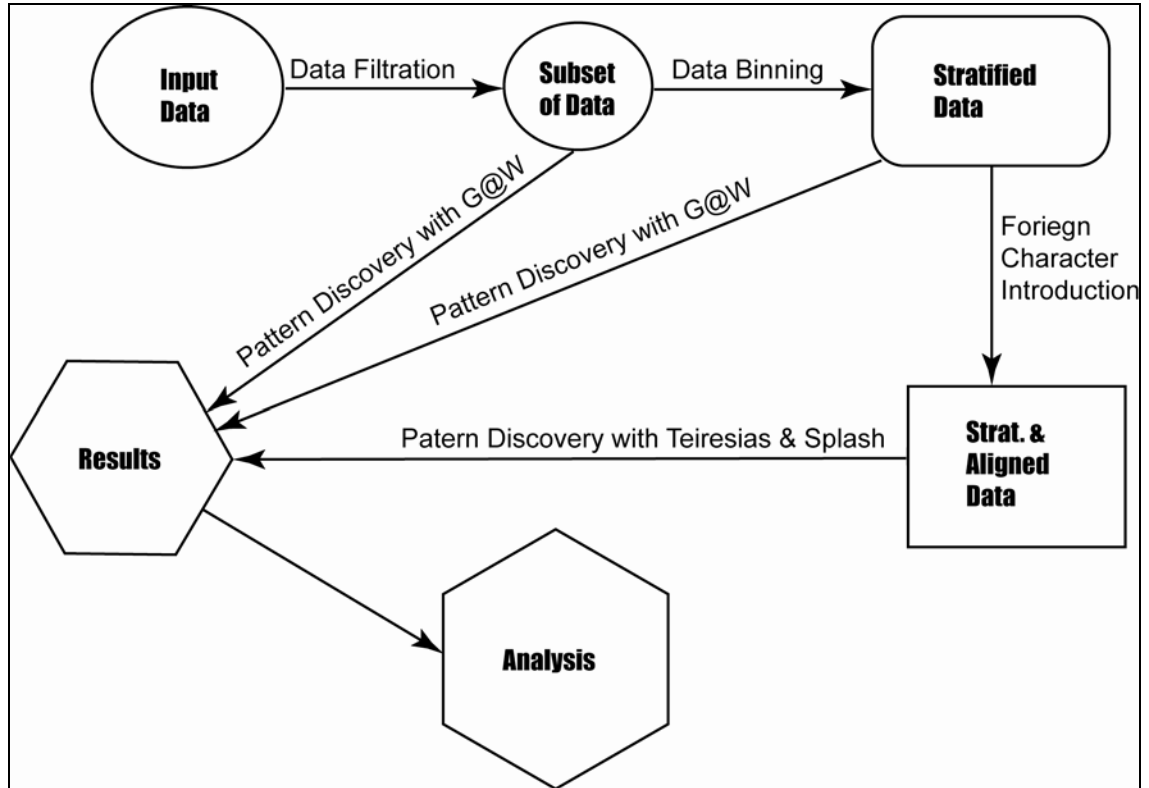 Input
Data
Data Filtration
Subset
of Data
Data Binning
Stratified
Data
Pattern Discovery with G@W
Pattern Discovery with G@W
Foriegn
Character
Introduction
Results
Patern Discovery with Teiresias & Splash
Strat. &
Aligned
Data
Analysis